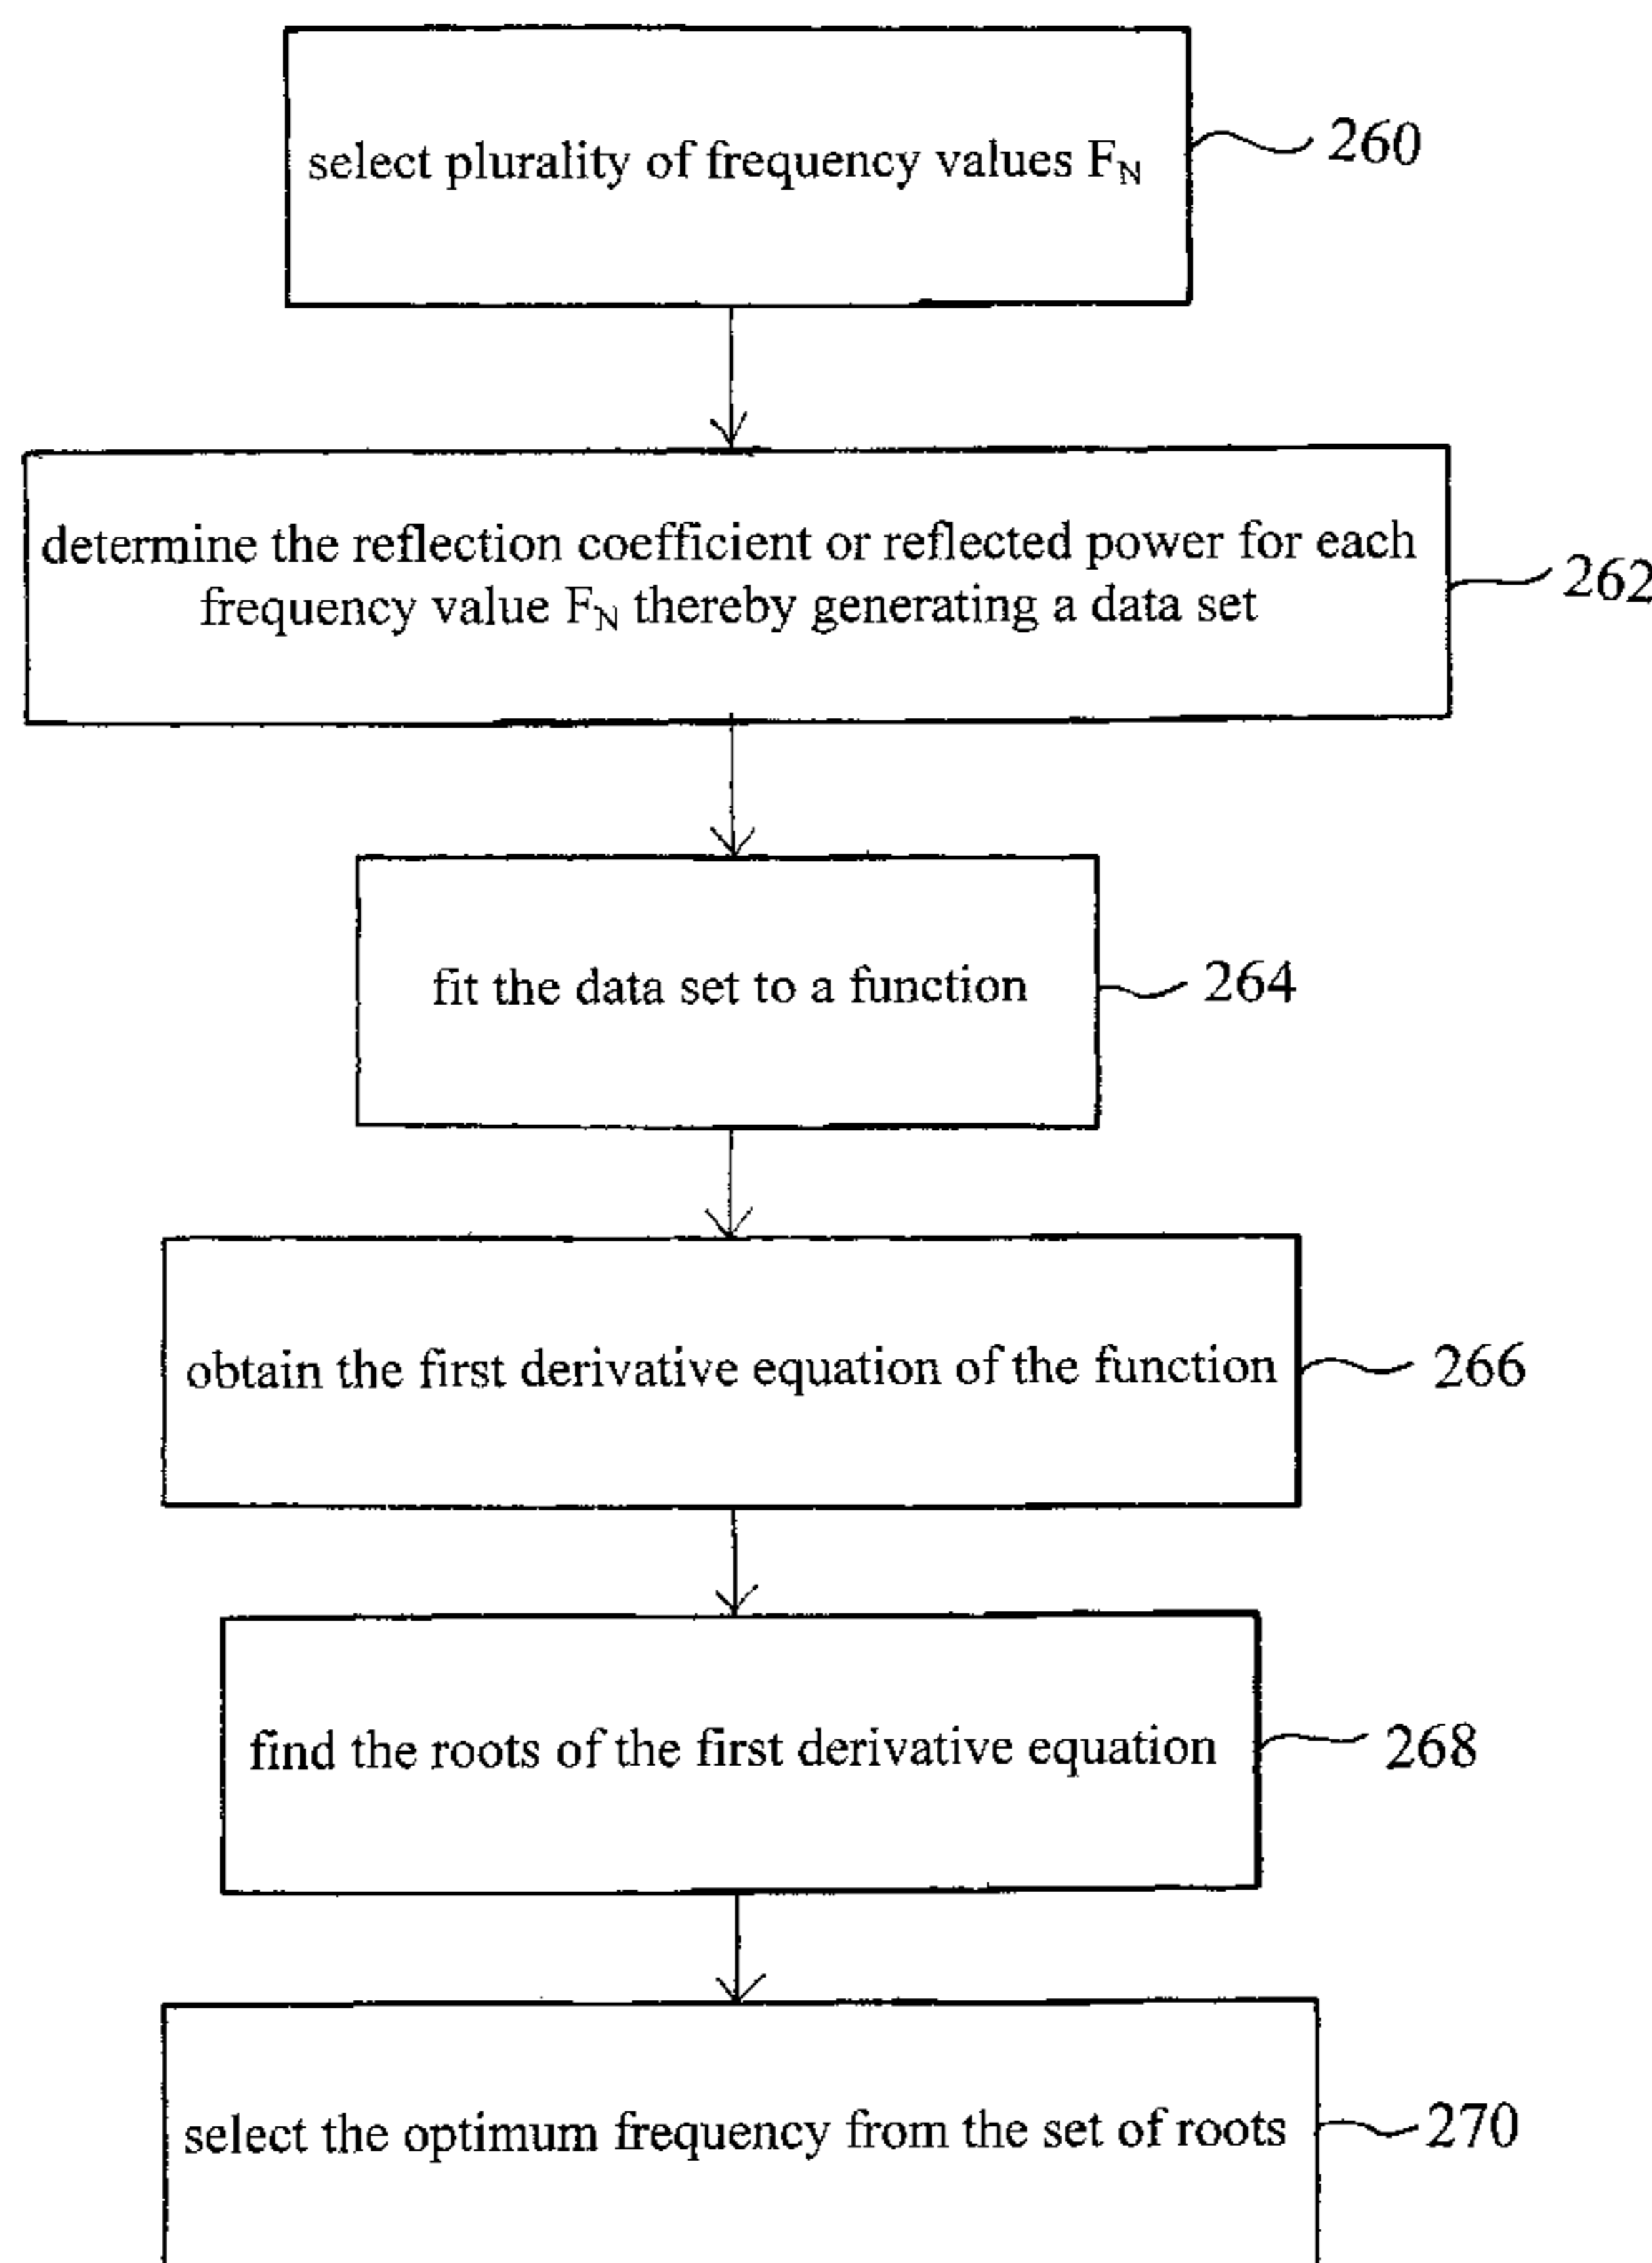 select plurality of frequency values F_N
260
determine the reflection coefficient or reflected power for each
frequency value F_N thereby generating a data set
262
fit the data set to a function
264
obtain the first derivative equation of the function
266
find the roots of the first derivative equation
268
select the optimum frequency from the set of roots
270